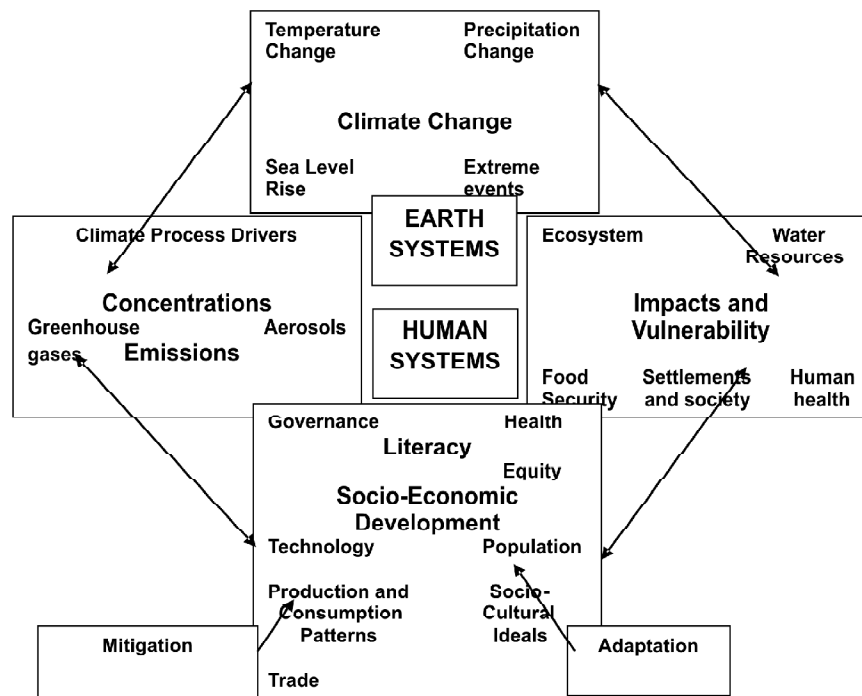 Temperature Change
Precipitation Change
Climate Change
Sea Level Rise
Extreme events
EARTH SYSTEMS
Climate Process Drivers
Concentrations
Greenhouse gases
Aerosols
Emissions
Ecosystem
Water Resources
Impacts and Vulnerability
Food Security
Settlements and society
Human health
HUMAN SYSTEMS
Governance
Health
Literacy
Equity
Socio-Economic Development
Technology
Population
Production and Consumption Patterns
Socio-Cultural Ideals
Trade
Mitigation
Adaptation